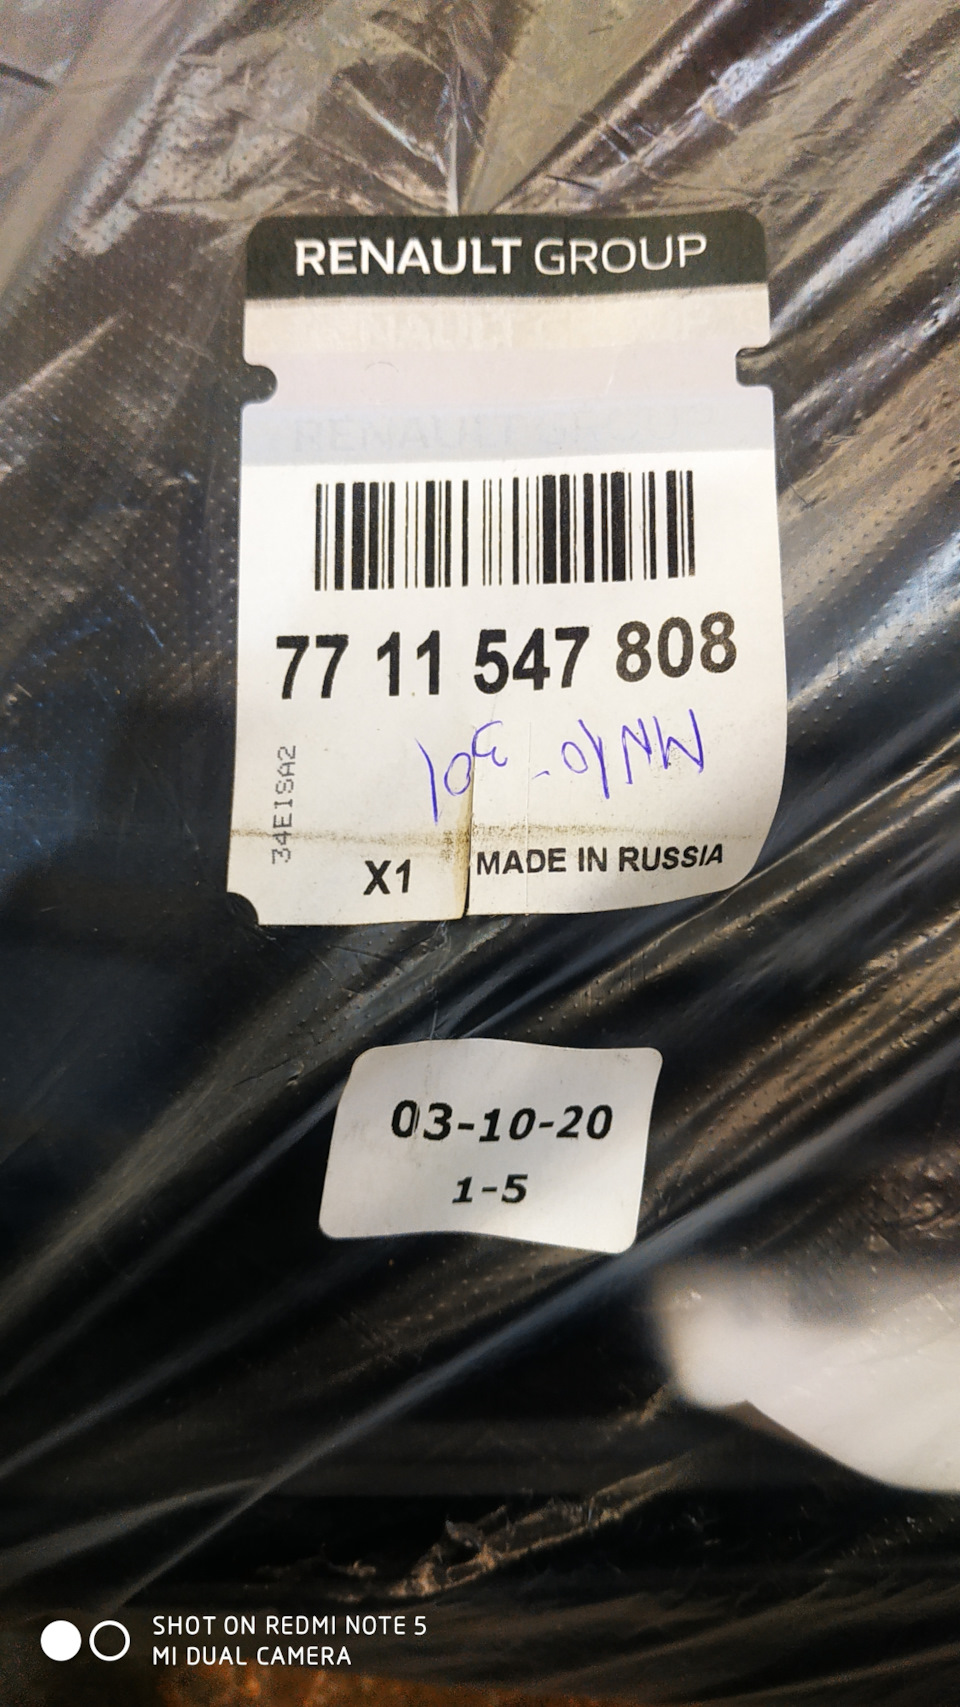 RENAULT GROUP
77 11 547 808
34EISA2
X1 MADE IN RUSSIA
03-10-20
1-5
SHOT ON REDMI NOTE 5
MI DUAL CAMERA